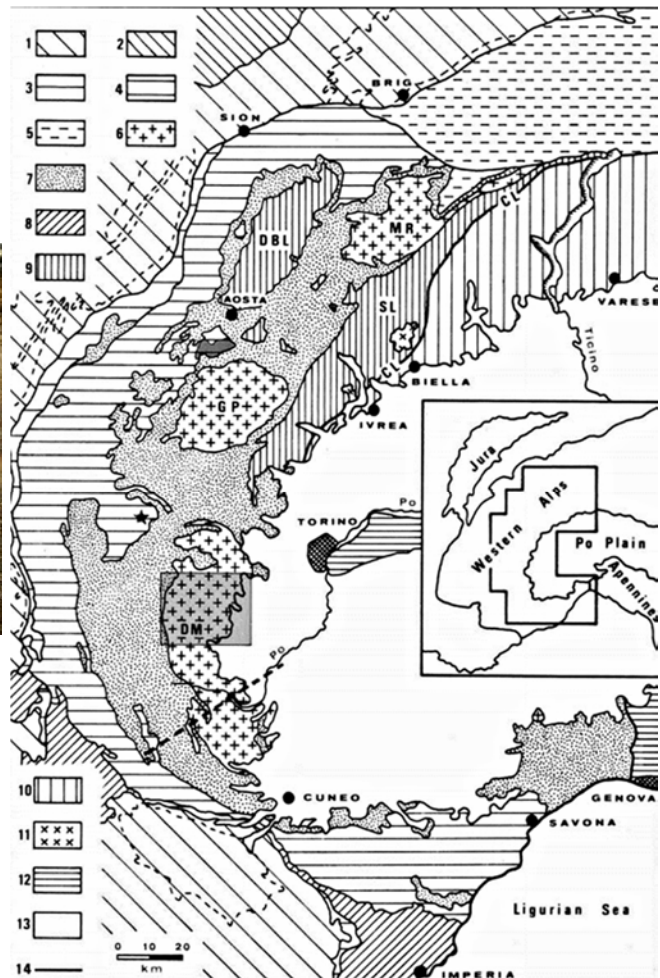 1
2
3
4
5
6
7
8
9
BRIG
SION
DBL
MR
CL
AOSTA
SL
VARESE
CL
BIELLA
Ticino
GP
IVREA
Jura
Alps
Western
Po Plain
Apennines
TORINO
Po
DM
Po
10
11
12
13
14
CUNEO
GENOVA
SAVONA
Ligurian Sea
0 10 20
km
IMPERIA